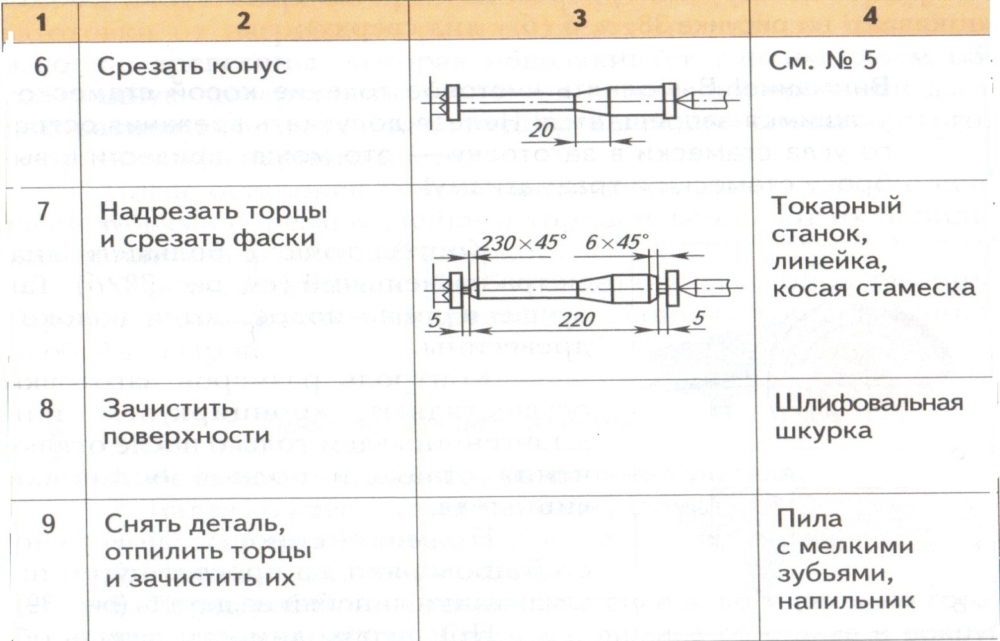 1 2 3 4
6 Срезать конус См. № 5
20
7 Надрезать торцы Токарный
и срезать фаски станок,
230×45° 6×45° линейка,
косая стамеска
5 220 5
8 Зачистить Шлифовальная
поверхности шкурка
9 Снять деталь, Пила
отпилить торцы с мелкими
и зачистить их зубьями,
напильник